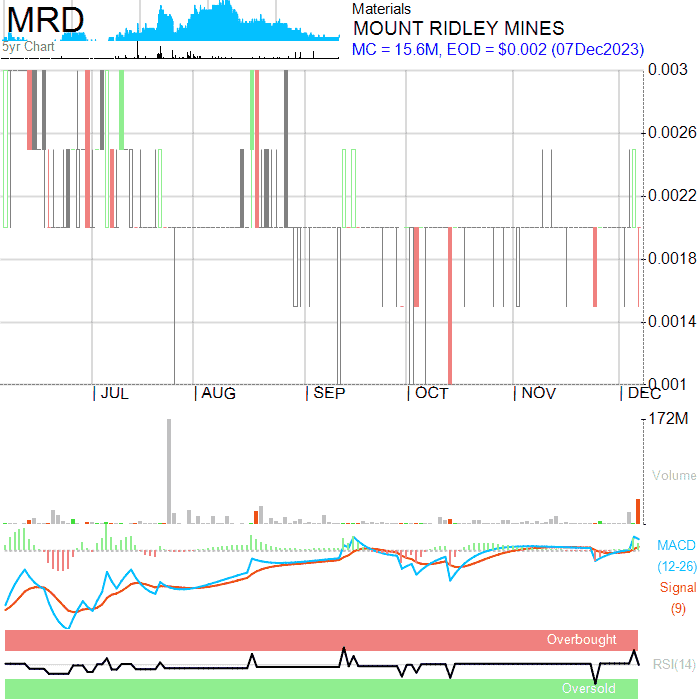 MRD
5yr Chart
Materials
MOUNT RIDLEY MINES
MC = 15.6M, EOD = $0.002 (07Dec2023)
0.003
0.0026
0.0022
0.0018
0.0014
0.001
JUL AUG SEP OCT NOV DEC
172M
Volume
MACD
(12-26)
Signal
(9)
Overbought
RSI(14)
Oversold